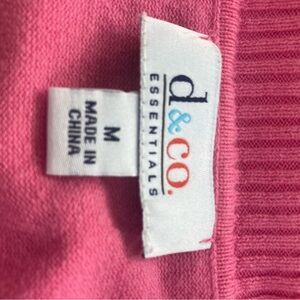 d&co.
ESSENTIALS
M
MADE IN
CHINA